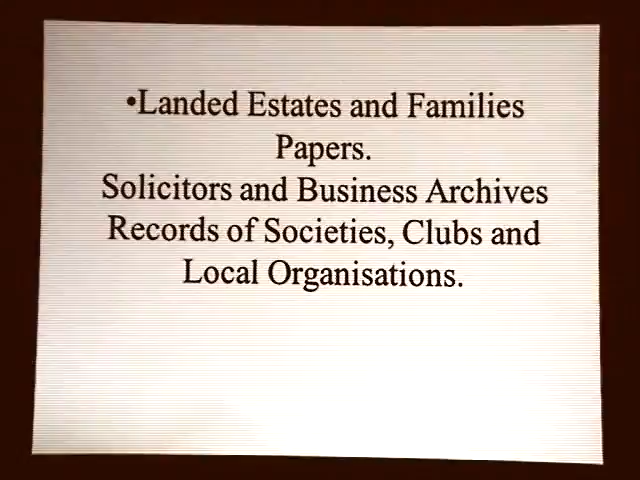 •Landed Estates and Families
Papers.
Solicitors and Business Archives
Records of Societies, Clubs and
Local Organisations.